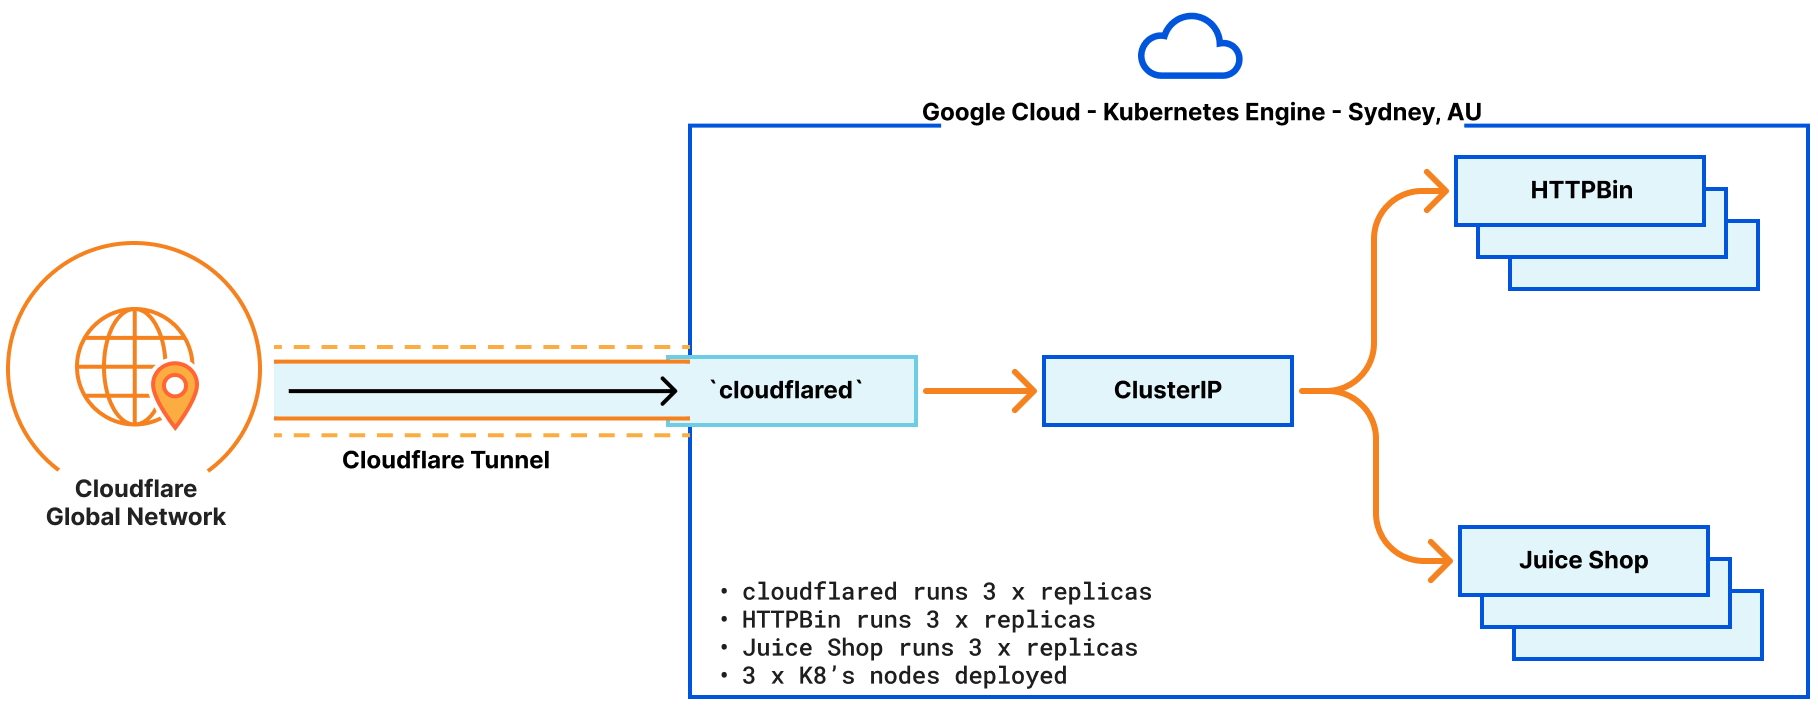 Google Cloud - Kubernetes Engine - Sydney, AU
HTTPBin
`cloudflared`
ClusterIP
Cloudflare Tunnel
Cloudflare
Global Network
Juice Shop
• cloudflared runs 3 x replicas
• HTTPBin runs 3 x replicas
• Juice Shop runs 3 x replicas
• 3 x K8’s nodes deployed